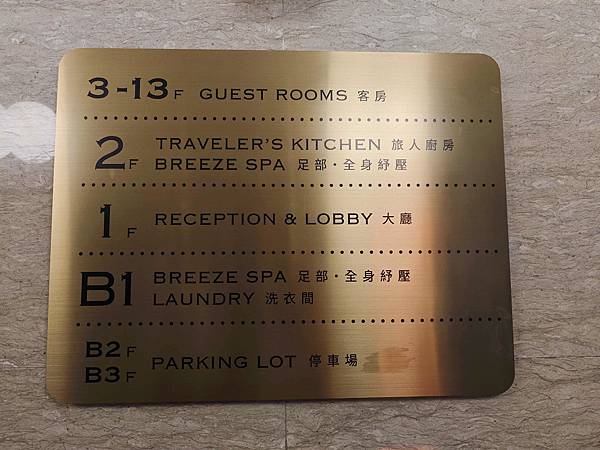 3-13F GUEST ROOMS 客房
2F TRAVELER'S KITCHEN 旅人廚房
BREEZE SPA 足部·全身紓壓
1F RECEPTION & LOBBY 大廳
B1 BREEZE SPA 足部·全身紓壓
LAUNDRY 洗衣間
B2F PARKING LOT 停車場
B3F